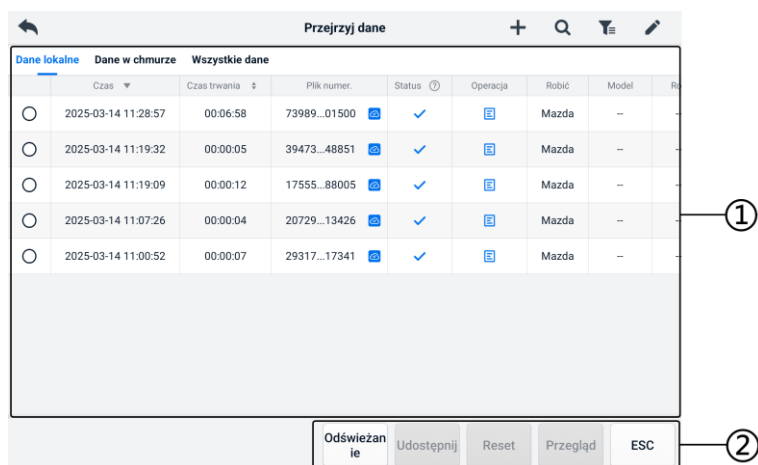 Przejrzyj dane
Dane lokalne Dane w chmurze Wszystkie dane
Czas Czas trwania Plik numer. Status Operacja Robić Model Ro
2025-03-14 11:28:57 00:06:58 73989...01500 Mazda -- --
2025-03-14 11:19:32 00:00:05 39473...48851 Mazda -- --
2025-03-14 11:19:09 00:00:12 17555...88005 Mazda -- --
2025-03-14 11:07:26 00:00:04 20729...13426 Mazda -- --
2025-03-14 11:00:52 00:00:07 29317...17341 Mazda -- --
①
Odświeżan
ie
Udostępnij Reset Przegląd ESC
②